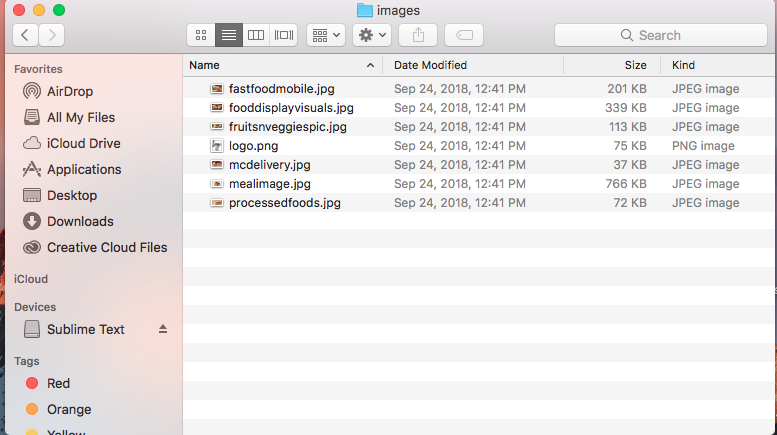 images
Search
Favorites
AirDrop
All My Files
iCloud Drive
Applications
Desktop
Downloads
Creative Cloud Files
iCloud
Devices
Sublime Text
Tags
Red
Orange
Yellow
Name Date Modified Size Kind
fastfoodmobile.jpg Sep 24, 2018, 12:41 PM 201 KB JPEG image
fooddisplayvisuals.jpg Sep 24, 2018, 12:41 PM 339 KB JPEG image
fruitsnveggiespic.jpg Sep 24, 2018, 12:41 PM 113 KB JPEG image
logo.png Sep 24, 2018, 12:41 PM 75 KB PNG image
mcdelivery.jpg Sep 24, 2018, 12:41 PM 37 KB JPEG image
mealimage.jpg Sep 24, 2018, 12:41 PM 766 KB JPEG image
processedfoods.jpg Sep 24, 2018, 12:41 PM 72 KB JPEG image